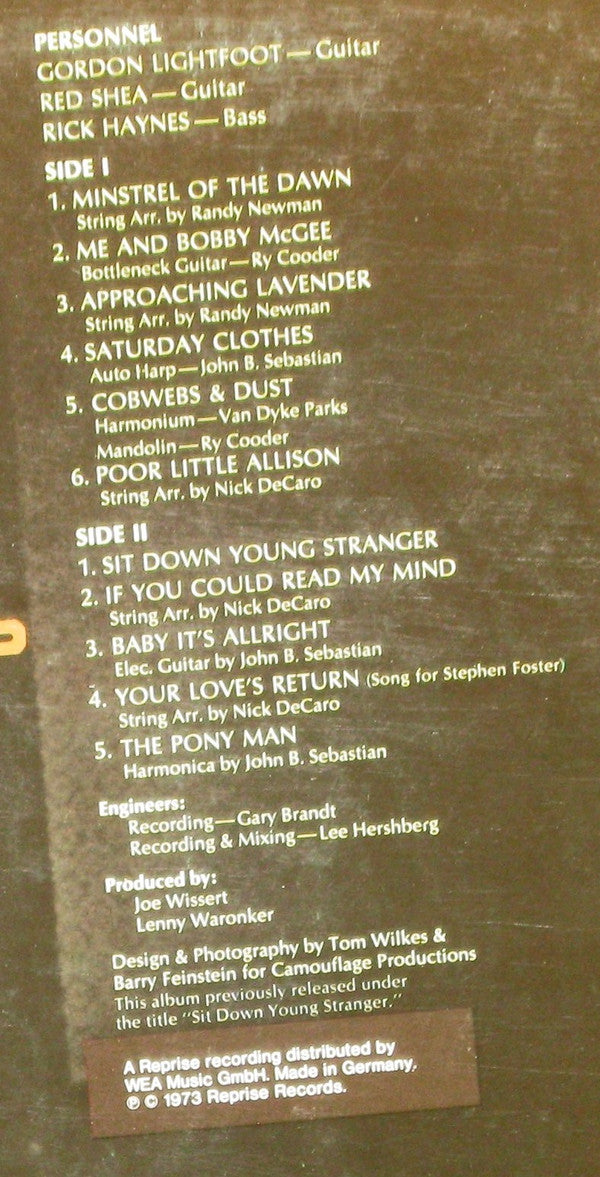 PERSONNEL
GORDON LIGHTFOOT — Guitar
RED SHEA — Guitar
RICK HAYNES — Bass
SIDE I
1. MINSTREL OF THE DAWN
String Arr. by Randy Newman
2. ME AND BOBBY McGEE
Bottleneck Guitar—Ry Cooder
3. APPROACHING LAVENDER
String Arr. by Randy Newman
4. SATURDAY CLOTHES
Auto Harp—John B. Sebastian
5. COBWEBS & DUST
Harmonium—Van Dyke Parks
Mandolin—Ry Cooder
6. POOR LITTLE ALLISON
String Arr. by Nick DeCaro
SIDE II
1. SIT DOWN YOUNG STRANGER
2. IF YOU COULD READ MY MIND
String Arr. by Nick DeCaro
3. BABY IT'S ALLRIGHT
Elec. Guitar by John B. Sebastian
4. YOUR LOVE'S RETURN (Song for Stephen Foster)
String Arr. by Nick DeCaro
5. THE PONY MAN
Harmonica by John B. Sebastian
Engineers:
Recording—Gary Brandt
Recording & Mixing—Lee Hershberg
Produced by:
Joe Wissert
Lenny Waronker
Design & Photography by Tom Wilkes &
Barry Feinstein for Camouflage Productions
This album previously released under
the title "Sit Down Young Stranger."
A Reprise recording distributed by
WEA Music GmbH. Made in Germany.
℗ © 1973 Reprise Records.